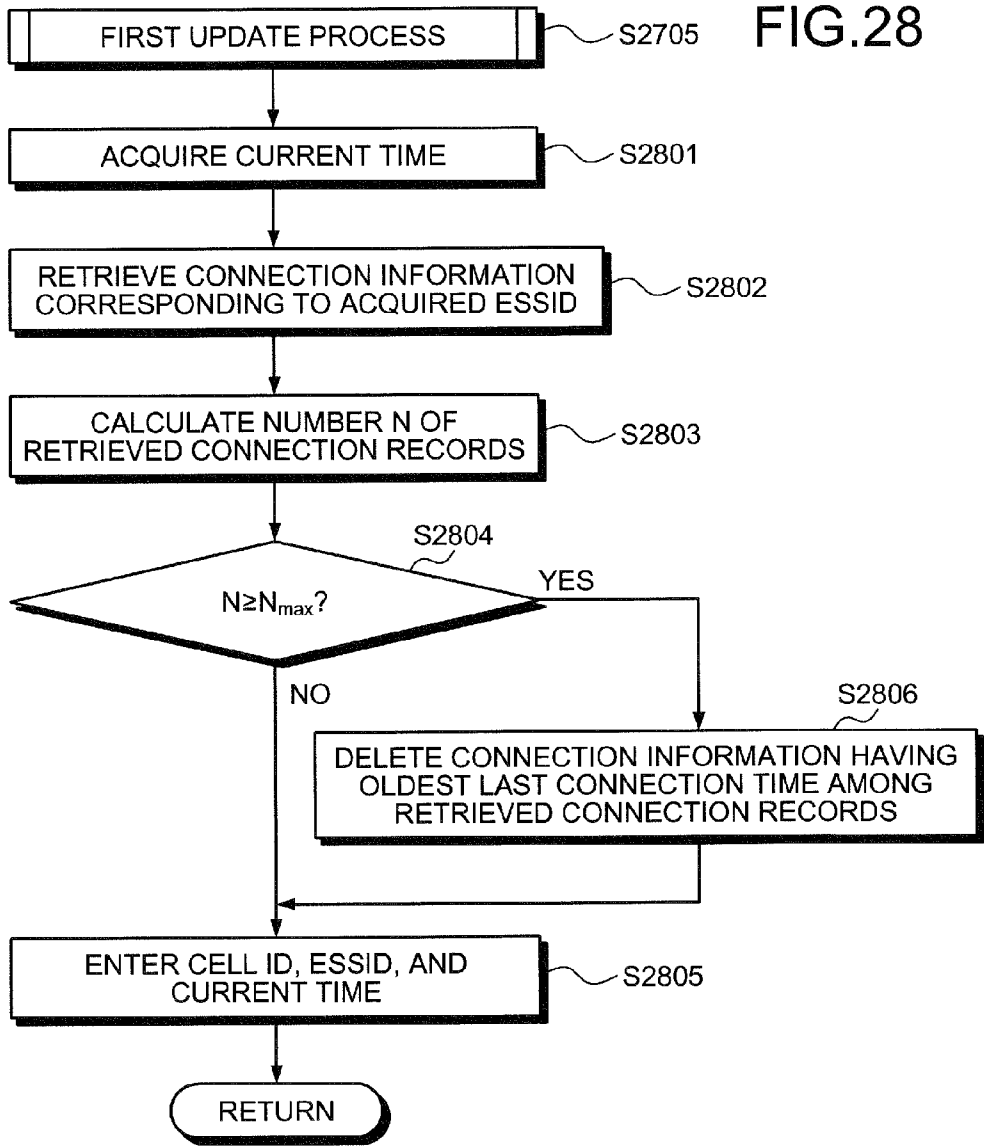 FIG.28
FIRST UPDATE PROCESS
S2705
ACQUIRE CURRENT TIME
S2801
RETRIEVE CONNECTION INFORMATION
CORRESPONDING TO ACQUIRED ESSID
S2802
CALCULATE NUMBER N OF
RETRIEVED CONNECTION RECORDS
S2803
S2804
N≥Nmax?
YES
NO
S2806
DELETE CONNECTION INFORMATION HAVING
OLDEST LAST CONNECTION TIME AMONG
RETRIEVED CONNECTION RECORDS
ENTER CELL ID, ESSID, AND
CURRENT TIME
S2805
RETURN